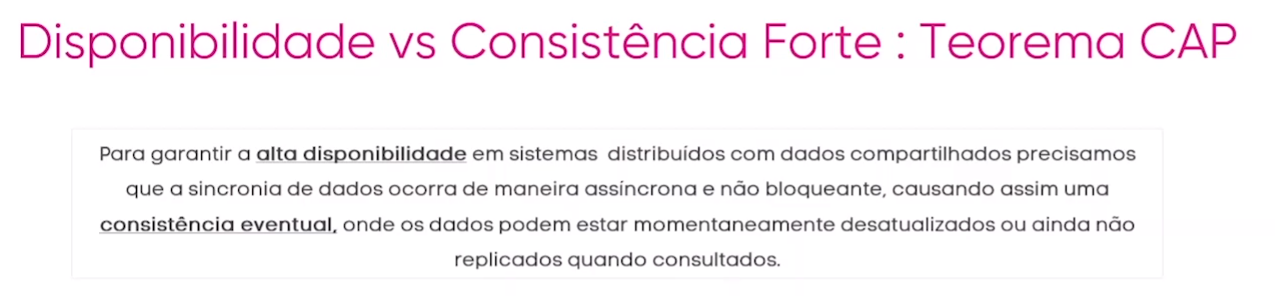 Disponibilidade vs Consistência Forte : Teorema CAP
Para garantir a alta disponibilidade em sistemas distribuídos com dados compartilhados precisamos
que a sincronia de dados ocorra de maneira assíncrona e não bloqueante, causando assim uma
consistência eventual, onde os dados podem estar momentaneamente desatualizados ou ainda não
replicados quando consultados.